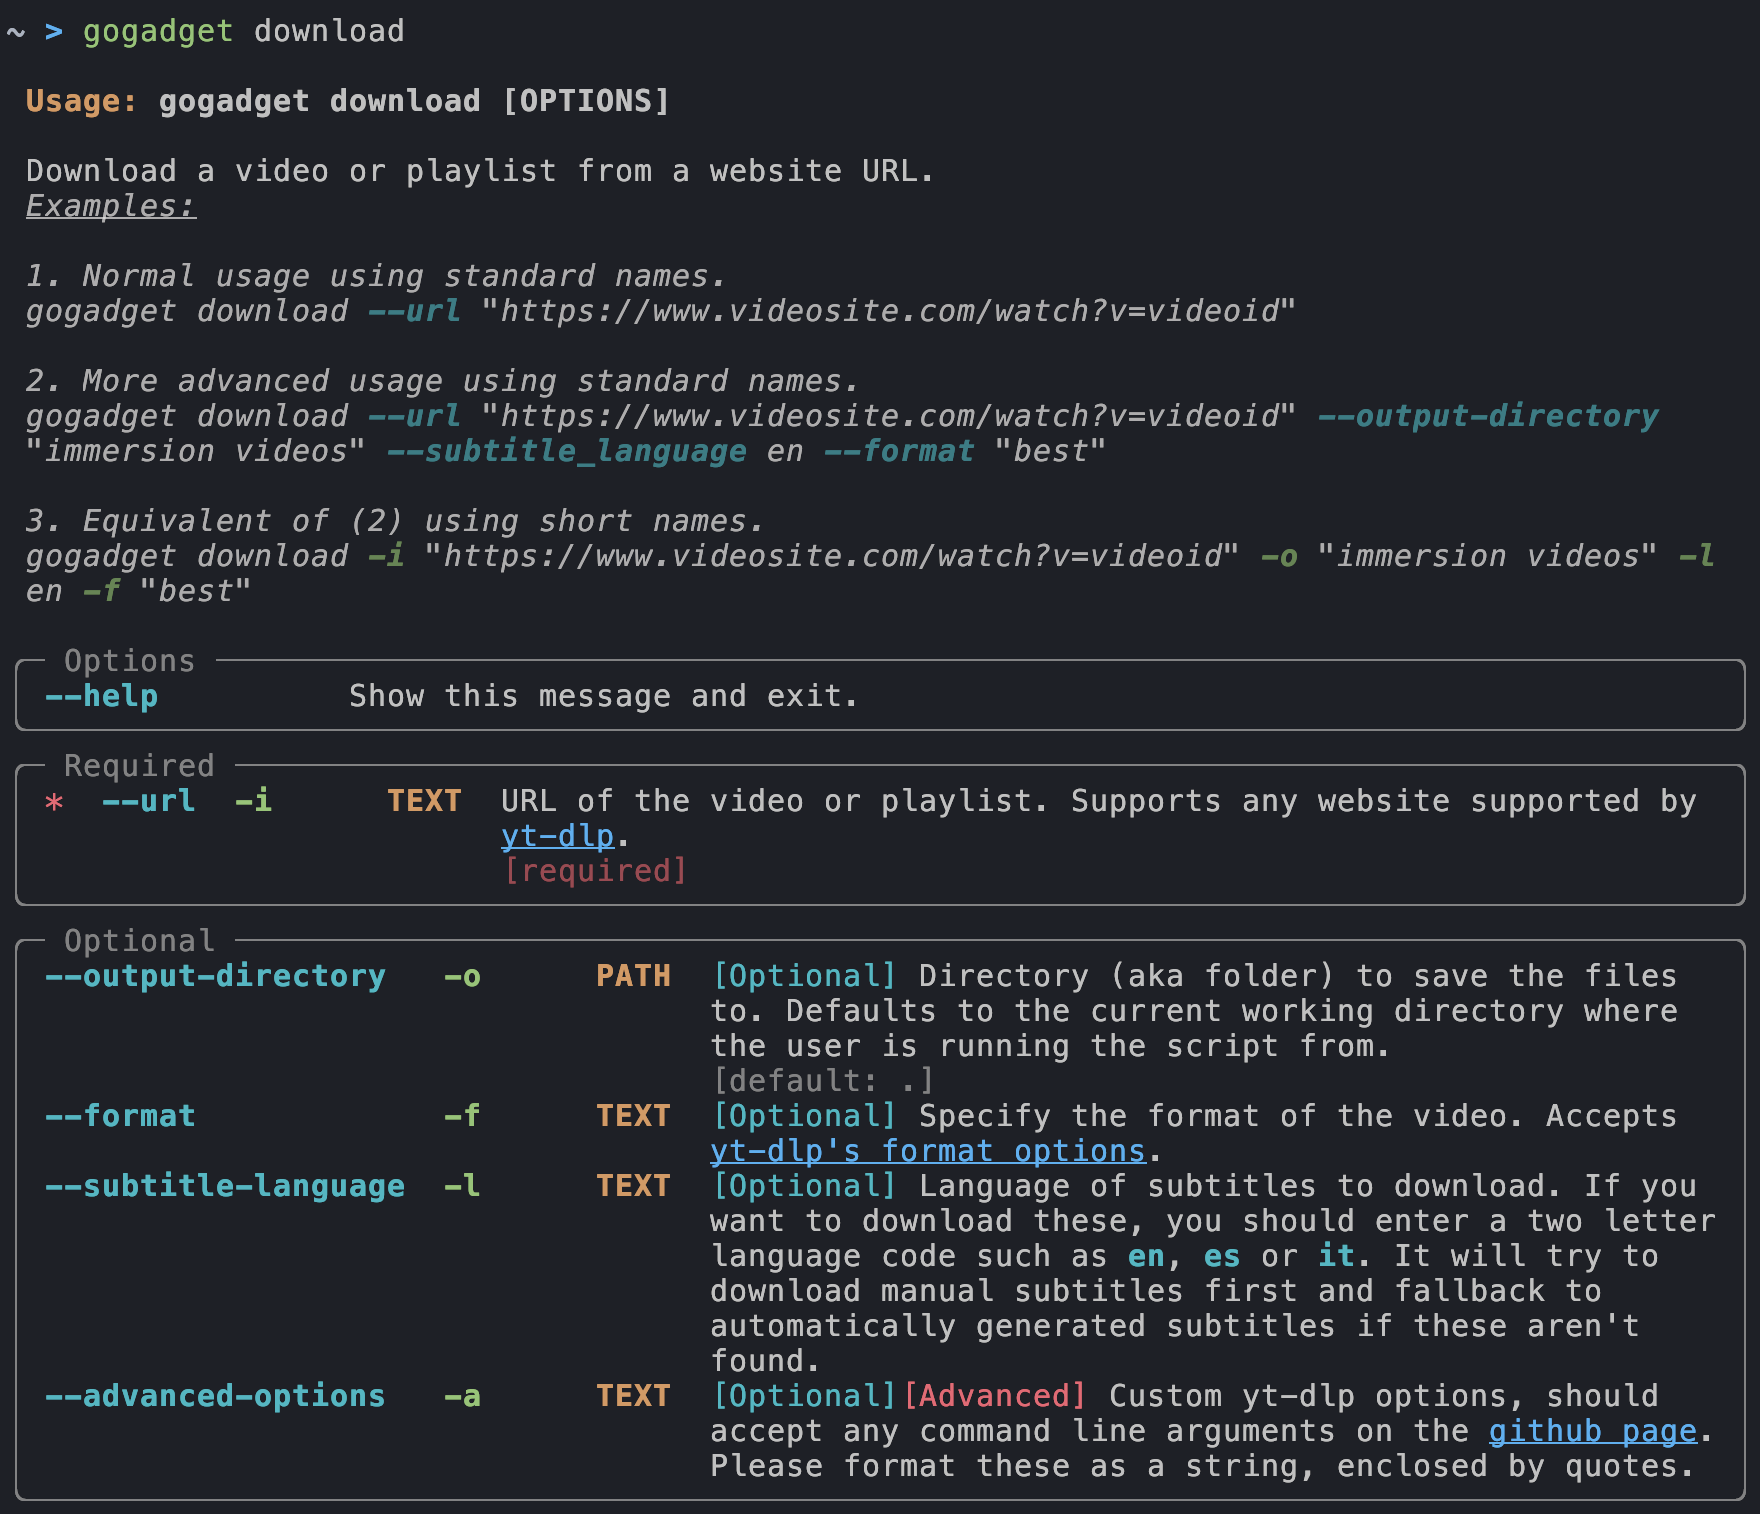 ~ > gogadget download
Usage: gogadget download [OPTIONS]
Download a video or playlist from a website URL.
Examples:
1. Normal usage using standard names.
gogadget download --url "https://www.videosite.com/watch?v=videoid"
2. More advanced usage using standard names.
gogadget download --url "https://www.videosite.com/watch?v=videoid" --output-directory
"immersion videos" --subtitle_language en --format "best"
3. Equivalent of (2) using short names.
gogadget download -i "https://www.videosite.com/watch?v=videoid" -o "immersion videos" -l
en -f "best"
Options
--help Show this message and exit.
Required
* --url -i TEXT URL of the video or playlist. Supports any website supported by
yt-dlp.
[required]
Optional
--output-directory -o PATH [Optional] Directory (aka folder) to save the files
to. Defaults to the current working directory where
the user is running the script from.
[default: .]
--format -f TEXT [Optional] Specify the format of the video. Accepts
yt-dlp's format options.
--subtitle-language -l TEXT [Optional] Language of subtitles to download. If you
want to download these, you should enter a two letter
language code such as en, es or it. It will try to
download manual subtitles first and fallback to
automatically generated subtitles if these aren't
found.
--advanced-options -a TEXT [Optional][Advanced] Custom yt-dlp options, should
accept any command line arguments on the github page.
Please format these as a string, enclosed by quotes.